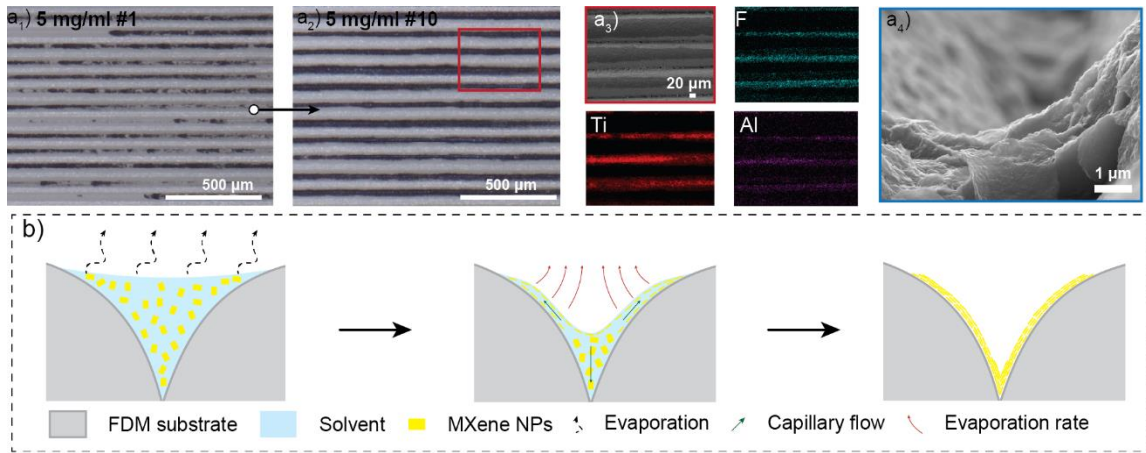 a₁) 5 mg/ml #1
500 µm
a₂) 5 mg/ml #10
500 µm
a₃)
20 µm
F
Ti
Al
a₄)
1 µm
b)
FDM substrate
Solvent
MXene NPs
Evaporation
Capillary flow
Evaporation rate